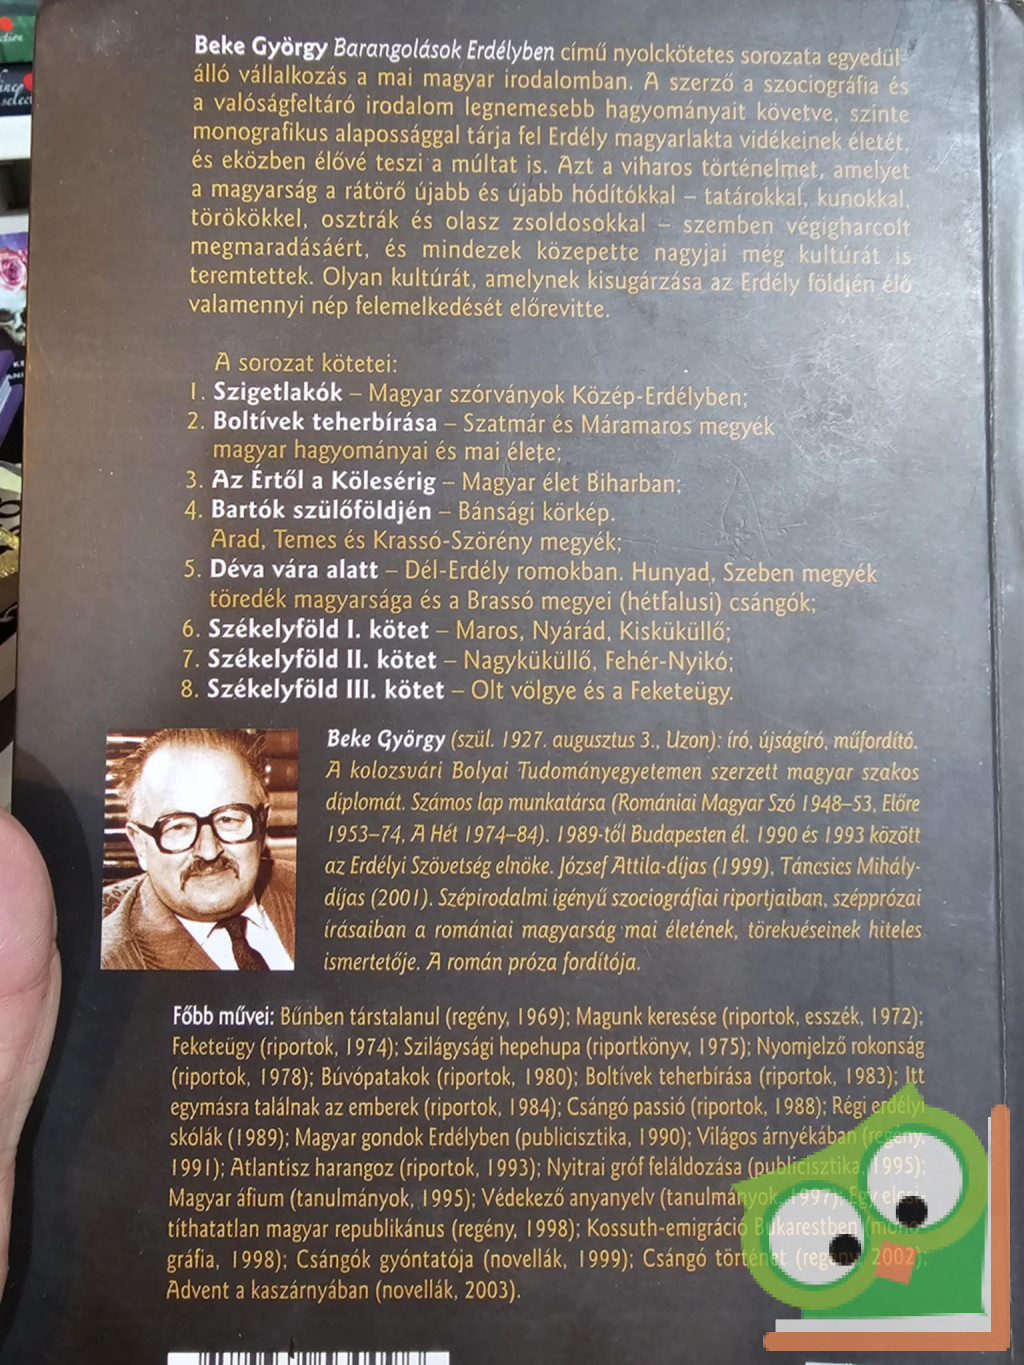 Beke György Barangolások Erdélyben című nyolckötetes sorozata egyedül-
álló vállalkozás a mai magyar irodalomban. A szerző a szociográfia és
a valóságfeltáró irodalom legnemesebb hagyományait követve, szinte
monografikus alapossággal tárja fel Erdély magyarlakta vidékeinek életét,
és eközben élővé teszi a múltat is. Azt a viharos történelmet, amelyet
a magyarság a rátörő újabb és újabb hódítókkal – tatárokkal, kunokkal,
törökökkel, osztrák és olasz zsoldosokkal – szemben végigharcolt
megmaradásáért, és mindezek közepette nagyjai még kultúrát is
teremtettek. Olyan kultúrát, amelynek kisugárzása az Erdély földjén élő
valamennyi nép felemelkedését előrevitte.
A sorozat kötetei:
1. Szigetlakók – Magyar szórványok Közép-Erdélyben;
2. Boltívek teherbírása – Szatmár és Máramaros megyék
magyar hagyományai és mai élete;
3. Az Értől a Kölesérig – Magyar élet Biharban;
4. Bartók szülőföldjén – Bánsági körkép.
Arad, Temes és Krassó-Szörény megyék;
5. Déva vára alatt – Dél-Erdély romokban. Hunyad, Szeben megyék
töredék magyarsága és a Brassó megyei (hétfalusi) csángók;
6. Székelyföld I. kötet – Maros, Nyárád, Kisküküllő;
7. Székelyföld II. kötet – Nagyküküllő, Fehér-Nyikó;
8. Székelyföld III. kötet – Olt völgye és a Feketeügy.
Beke György (szül. 1927. augusztus 3., Uzon): író, újságíró, műfordító.
A kolozsvári Bolyai Tudományegyetemen szerzett magyar szakos
diplomát. Számos lap munkatársa (Romániai Magyar Szó 1948–53, Előre
1953–74, A Hét 1974–84). 1989-től Budapesten él. 1990 és 1993 között
az Erdélyi Szövetség elnöke. József Attila-díjas (1999), Táncsics Mihály-
díjas (2001). Szépirodalmi igényű szociográfiai riportjaiban, szépprózai
írásaiban a romániai magyarság mai életének, törekvéseinek hiteles
ismertetője. A román próza fordítója.
Főbb művei: Bűnben társtalanul (regény, 1969); Magunk keresése (riportok, esszék, 1972);
Feketeügy (riportok, 1974); Szilágysági hepehupa (riportkönyv, 1975); Nyomjelző rokonság
(riportok, 1978); Búvópatakok (riportok, 1980); Boltívek teherbírása (riportok, 1983); Itt
egymásra találnak az emberek (riportok, 1984); Csángó passió (riportok, 1988); Régi erdélyi
skólák (1989); Magyar gondok Erdélyben (publicisztika, 1990); Világos árnyékában (regény,
1991); Atlantisz harangoz (riportok, 1993); Nyitrai gróf feláldozása (publicisztika, 1995);
Magyar áfium (tanulmányok, 1995); Védekező anyanyelv (tanulmányok, 1997); Egy elen-
títhatatlan magyar republikánus (regény, 1998); Kossuth-emigráció Bukarestben (mono-
gráfia, 1998); Csángók gyóntatója (novellák, 1999); Csángó történet (regény, 2002);
Advent a kaszárnyában (novellák, 2003).